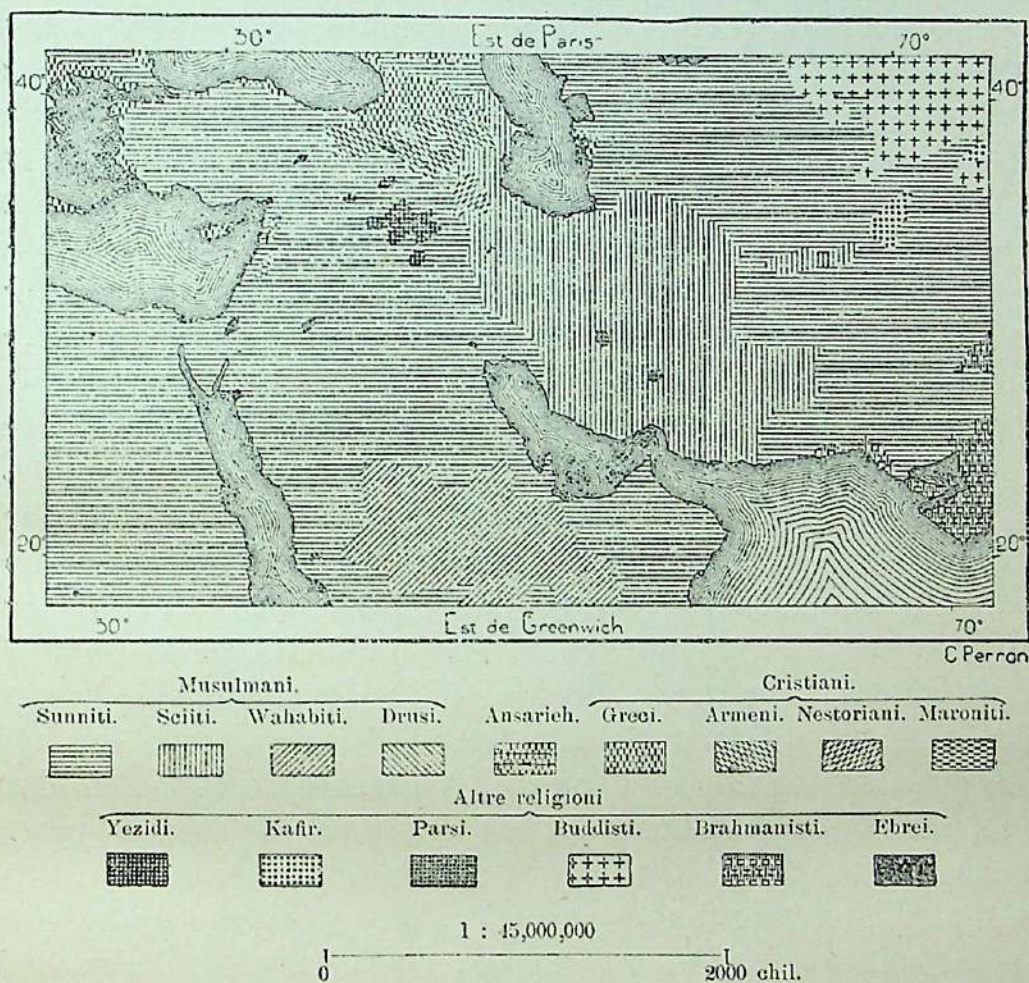 30° Est de Paris 70°
40° 40°
20° 20°
30° Est de Greenwich 70°
C Perron
Musulmani. Cristiani.
Sunniti. Sciiti. Wahabiti. Drusi. Ansarieh. Greci. Armeni. Nestoriani. Maroniti.
Altre religioni
Yezidi. Kafir. Parsi. Buddisti. Brahmanisti. Ebrei.
1 : 45,000,000
0 2000 chil.